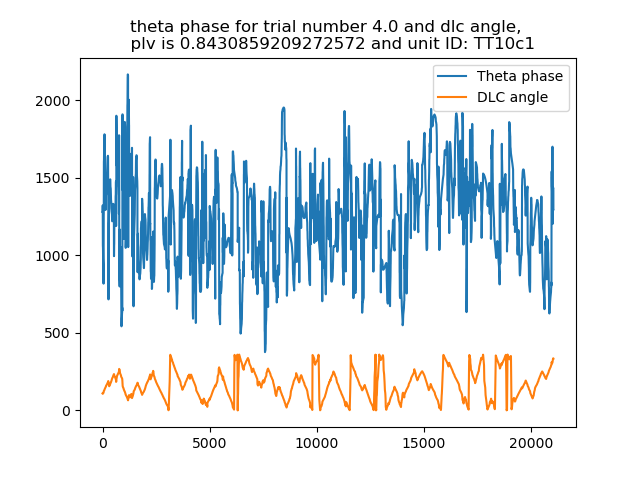 theta phase for trial number 4.0 and dlc angle,
plv is 0.8430859209272572 and unit ID: TT10c1
Theta phase
DLC angle
2000
1500
1000
500
0
0 5000 10000 15000 20000